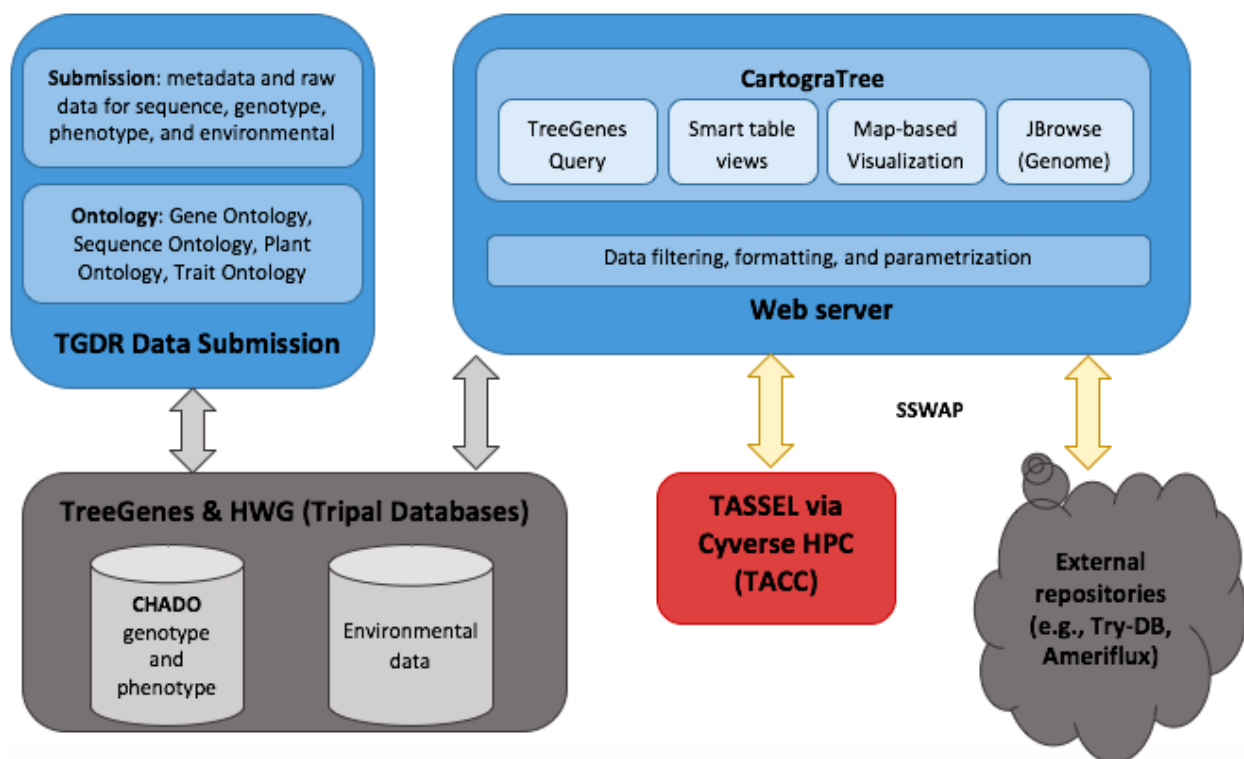 Submission: metadata and raw
data for sequence, genotype,
phenotype, and environmental
Ontology: Gene Ontology,
Sequence Ontology, Plant
Ontology, Trait Ontology
TGDR Data Submission
CartograTree
TreeGenes
Query
Smart table
views
Map-based
Visualization
JBrowse
(Genome)
Data filtering, formatting, and parametrization
Web server
SSWAP
TreeGenes & HWG (Tripal Databases)
CHADO
genotype
and
phenotype
Environmental
data
TASSEL via
Cyverse HPC
(TACC)
External
repositories
(e.g., Try-DB,
Ameriflux)